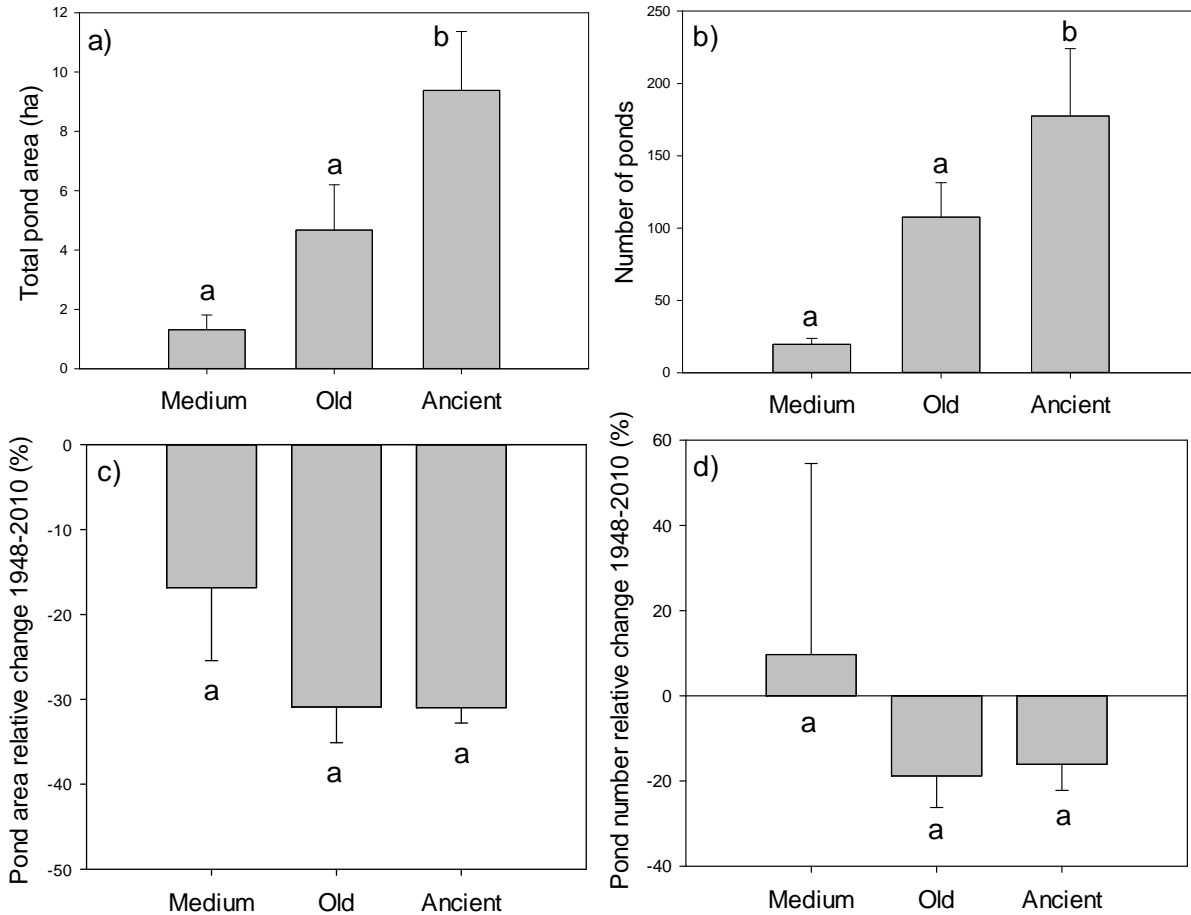 a)
Total pond area (ha)
12
10
8
6
4
2
0
a
a
b
Medium Old Ancient
b)
Number of ponds
250
200
150
100
50
0
a
a
b
Medium Old Ancient
c)
Pond area relative change 1948-2010 (%)
0
-10
-20
-30
-40
-50
a
a
a
Medium Old Ancient
d)
Pond number relative change 1948-2010 (%)
60
40
20
0
-20
-40
a
a
a
Medium Old Ancient